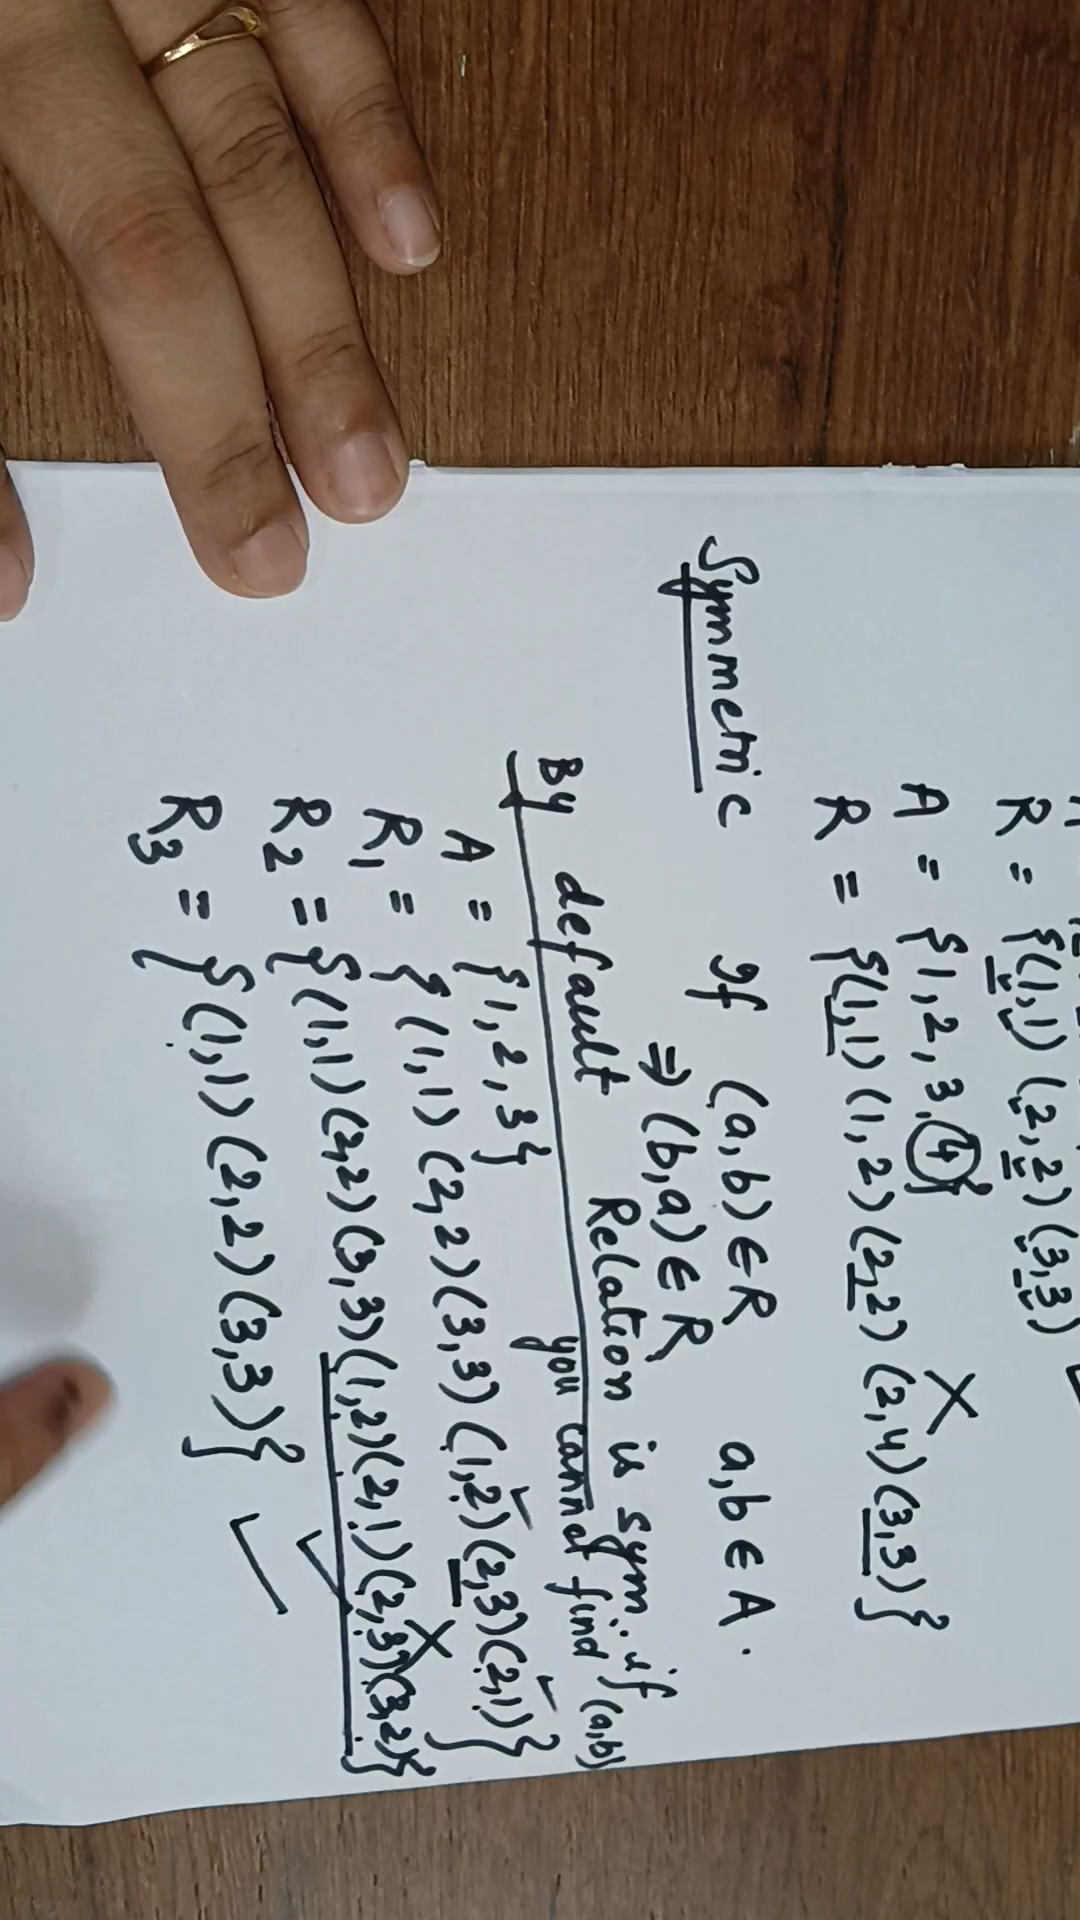 R = {(1,1) (2,2) (3,3)
A = {1, 2, 3, 4}
R = {(1,1) (1,2) (2,2) (2,4) (3,3)}
Symmetric If (a,b) ∈ R a,b ∈ A.
⇒ (b,a) ∈ R
By default Relation is sym. if
you cannot find (a,b)
A = {1, 2, 3}
R1 = {(1,1) (2,2) (3,3) (1,2) (2,3) (2,1)}
R2 = {(1,1) (2,2) (3,3) (1,2) (2,1) (2,3) (3,2)}
R3 = {(1,1) (2,2) (3,3)}